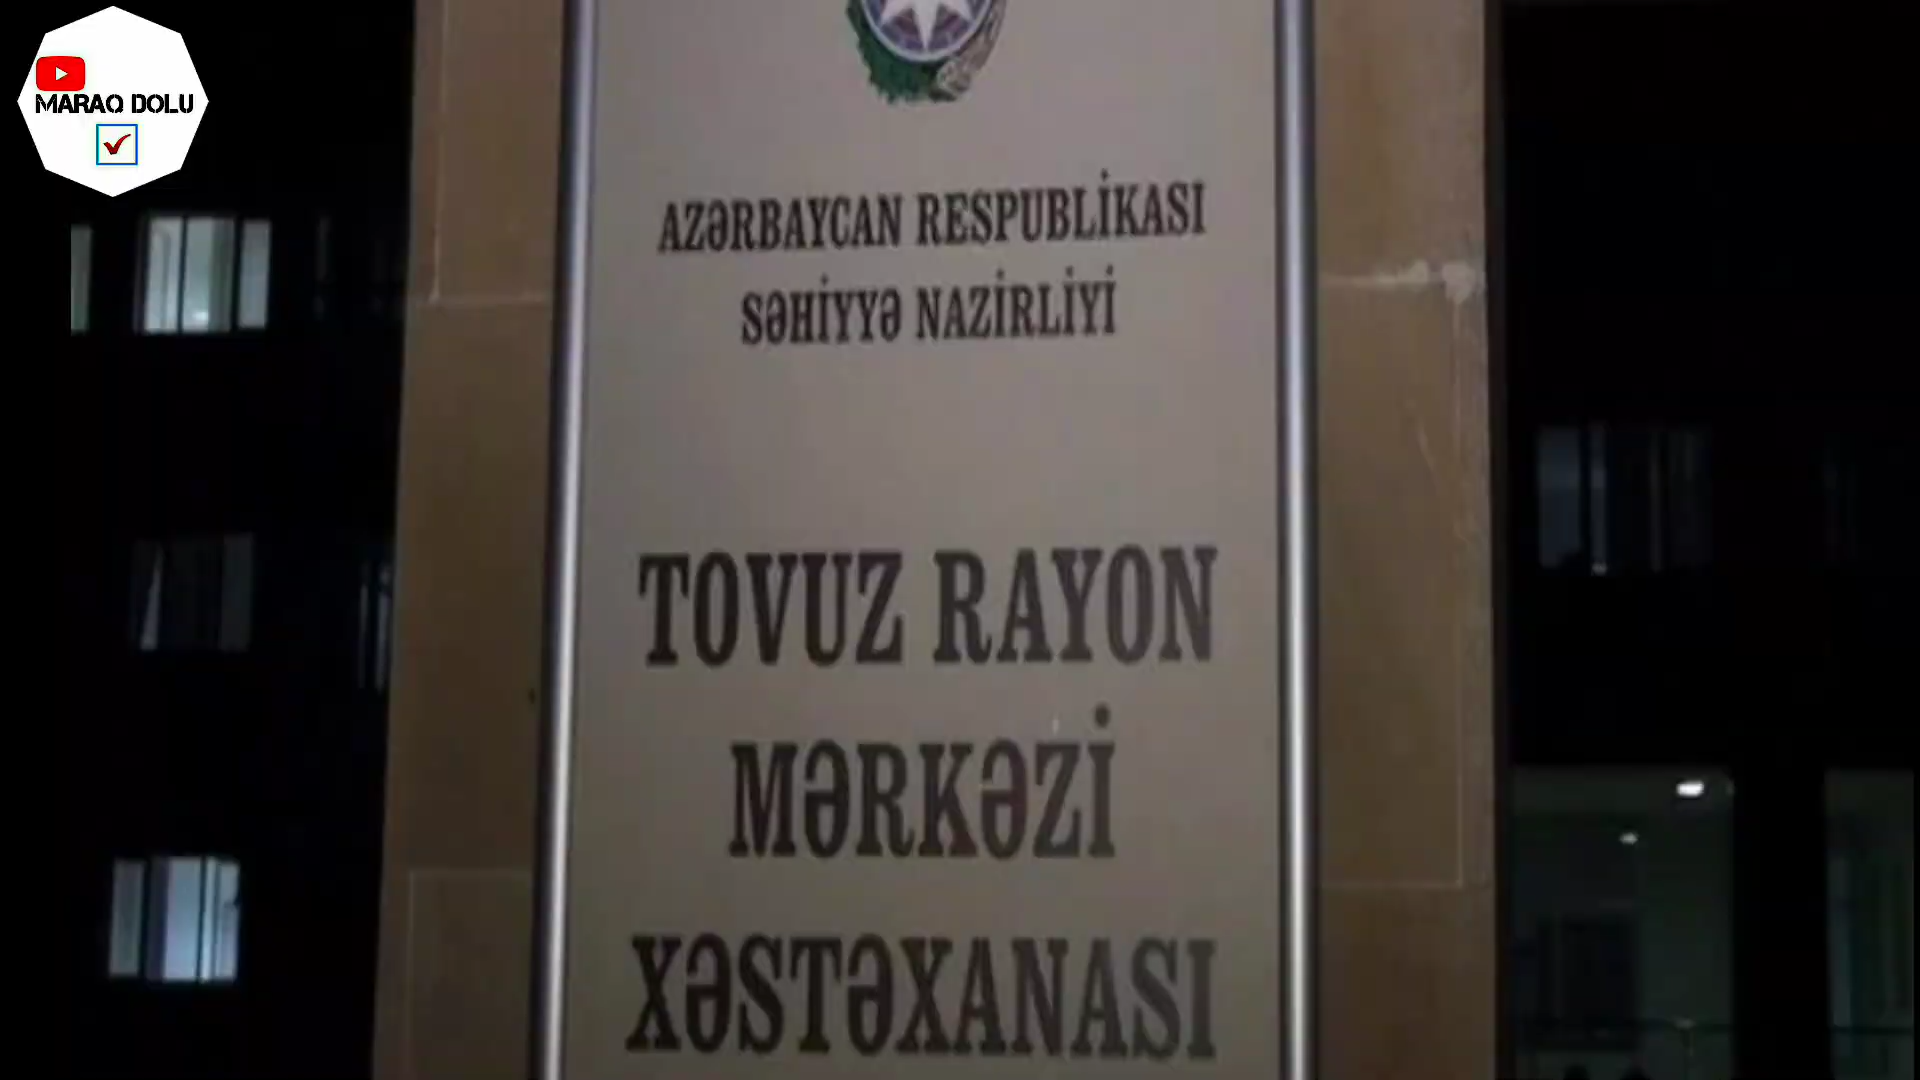 MARAQ DOLU
AZƏRBAYCAN RESPUBLİKASI
SƏHİYYƏ NAZİRLİYİ
TOVUZ RAYON
MƏRKƏZİ
XƏSTƏXANASI